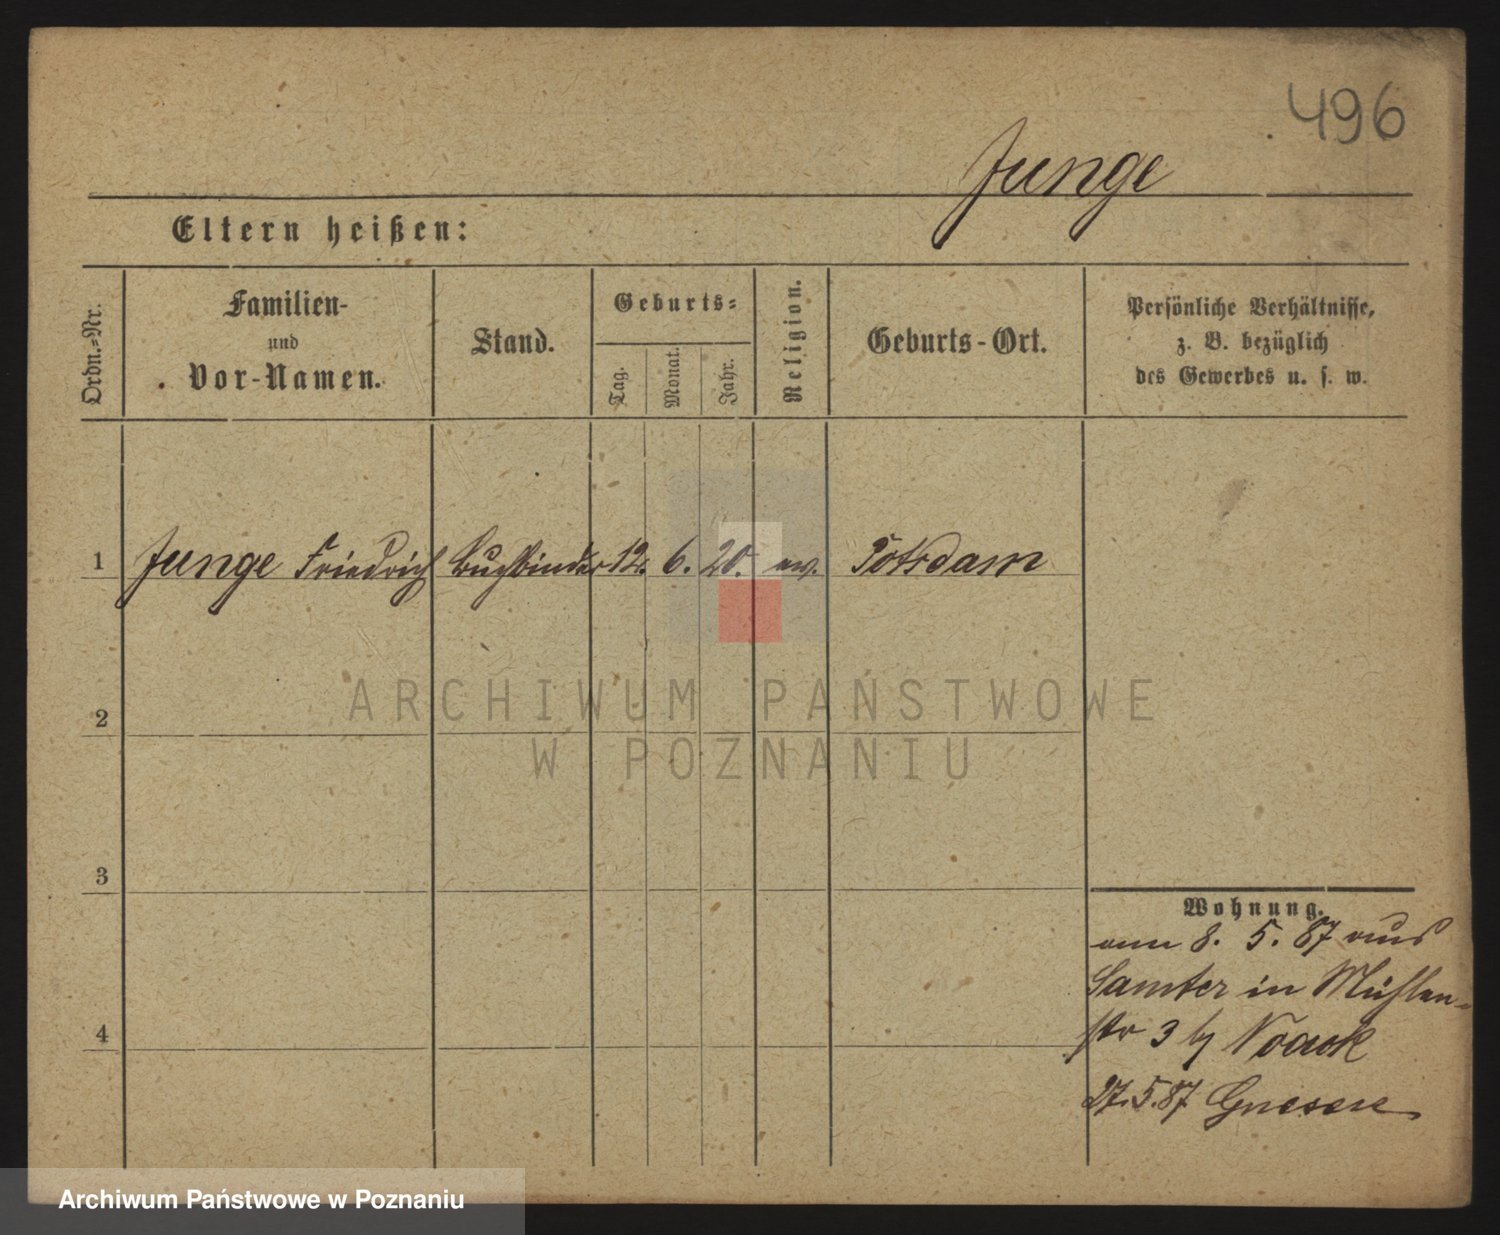 496
Junge
Eltern heißen:
Ordn.-Nr.
Familien-
und
Vor-Namen.
Stand.
Geburts-
Tag.
Monat.
Jahr.
Religion.
Geburts-Ort.
Persönliche Verhältnisse,
z. B. bezüglich
des Gewerbes u. s. w.
1 Junge Friedrich Buchbinder 12. 6. 20. ev. Potsdam
ARCHIWUM PAŃSTWOWE
W POZNANIU
2
3
4
Wohnung.
am 8. 5. 87 aus
Samter in Mühlen-
str 3 b/ Noack
27. 5. 87 Gnesen
Archiwum Państwowe w Poznaniu